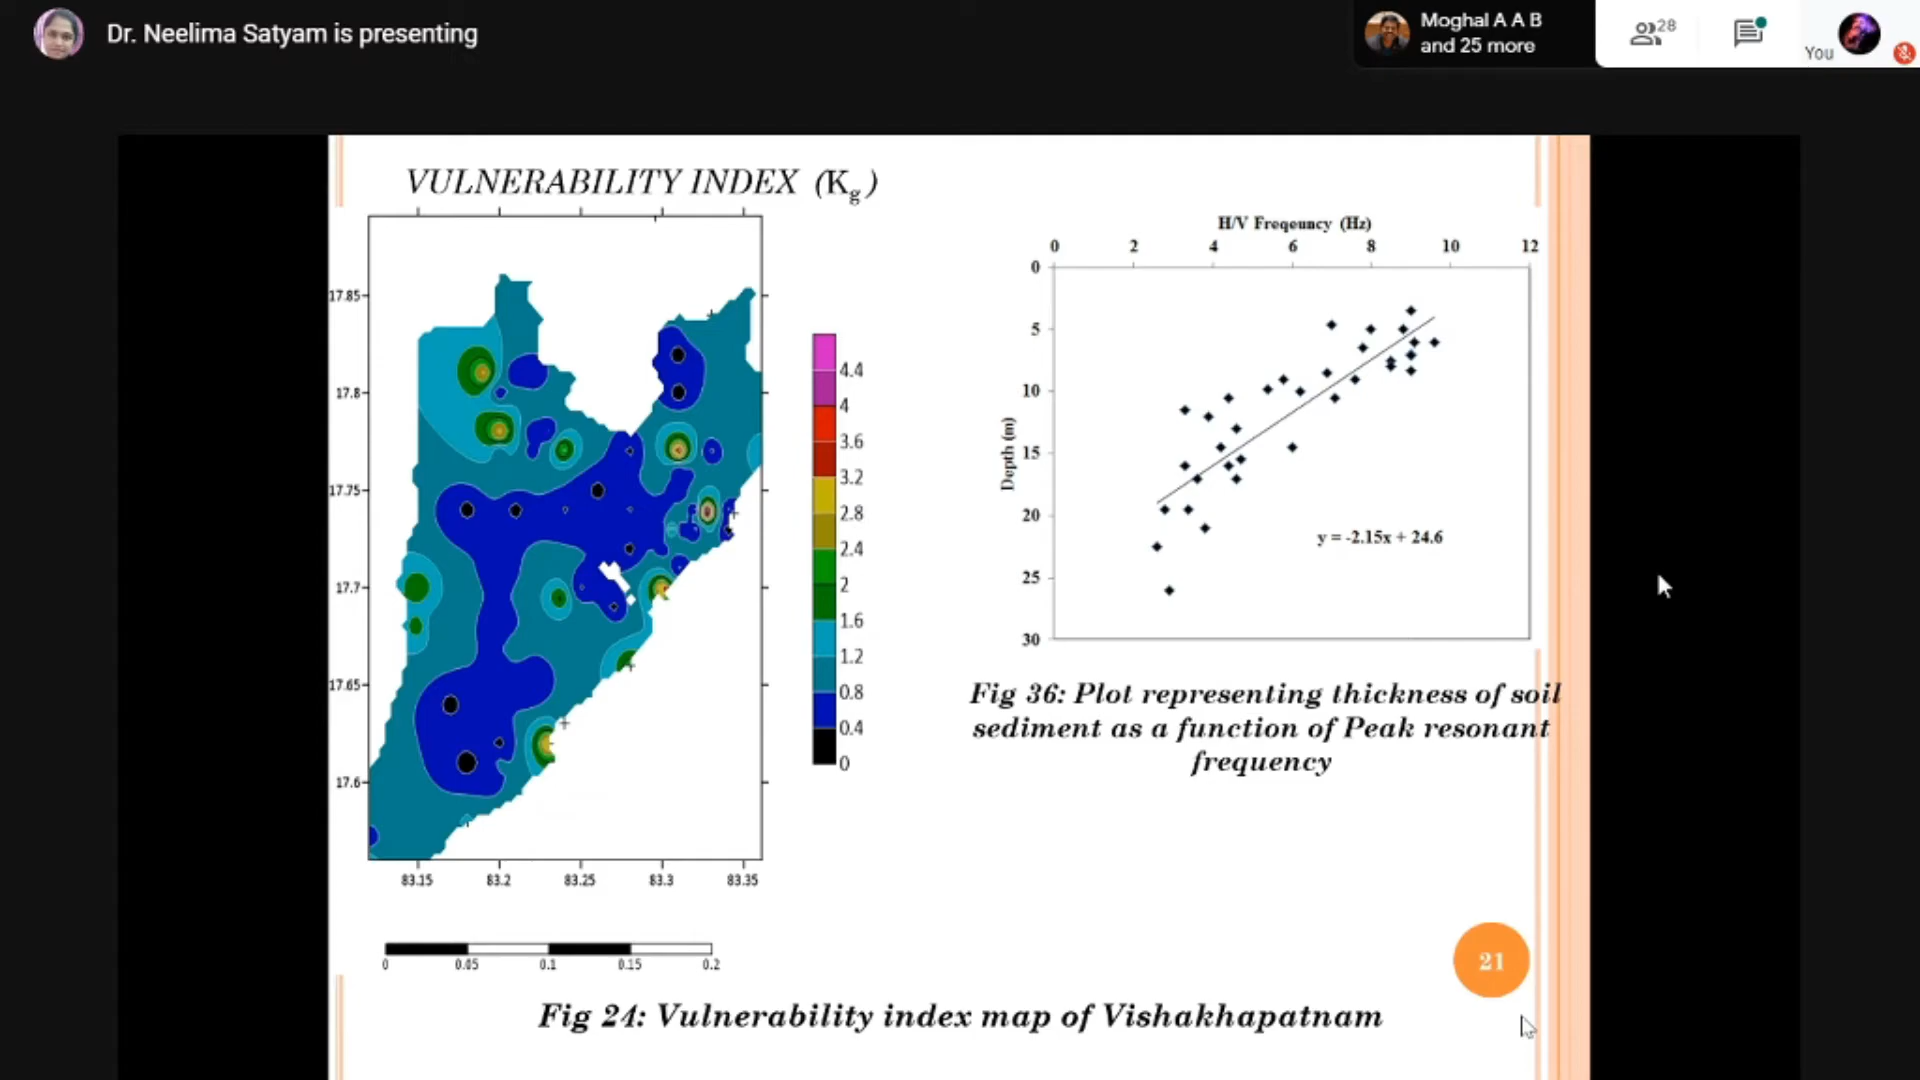 Dr. Neelima Satyam is presenting
Moghal A A B
and 25 more
28
You
VULNERABILITY INDEX (Kg)
17.85
17.8
17.75
17.7
17.65
17.6
83.15 83.2 83.25 83.3 83.35
4.4
4
3.6
3.2
2.8
2.4
2
1.6
1.2
0.8
0.4
0
0 0.05 0.1 0.15 0.2
H/V Freqeuncy (Hz)
0 2 4 6 8 10 12
0
5
10
15
20
25
30
Depth (m)
y = -2.15x + 24.6
Fig 36: Plot representing thickness of soil
sediment as a function of Peak resonant
frequency
21
Fig 24: Vulnerability index map of Vishakhapatnam